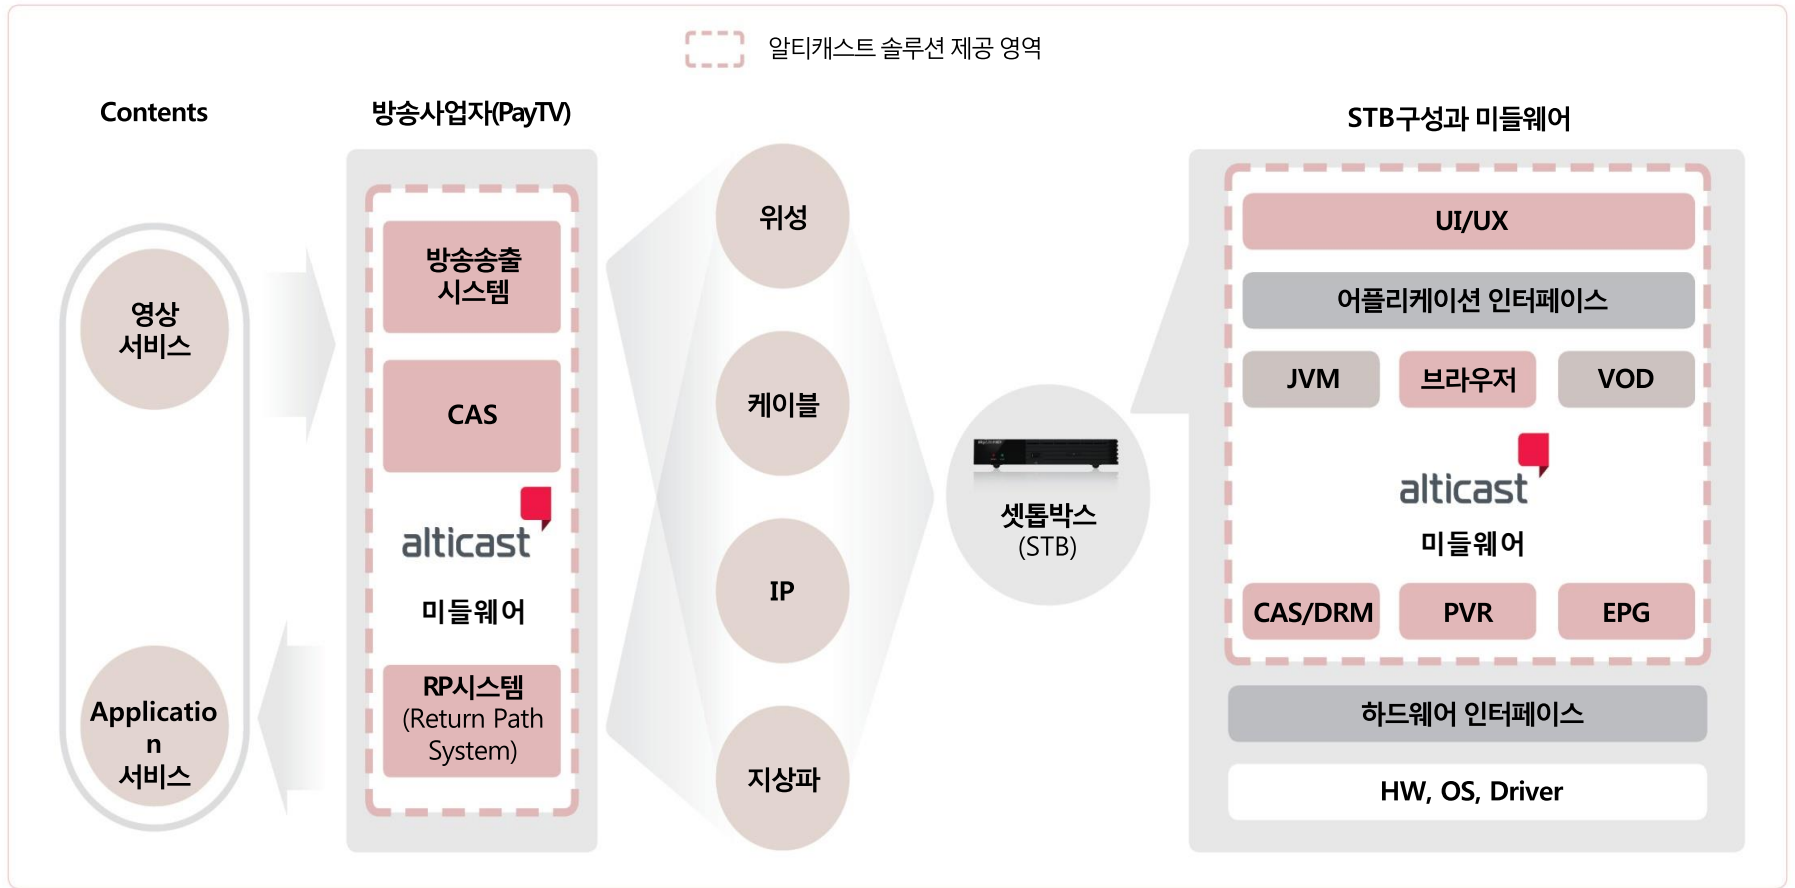 알티캐스트 솔루션 제공 영역
Contents
영상
서비스
Applicatio
n
서비스
방송사업자(PayTV)
방송송출
시스템
CAS
alticast
미들웨어
RP시스템
(Return Path
System)
위성
케이블
IP
지상파
셋톱박스
(STB)
STB구성과 미들웨어
UI/UX
어플리케이션 인터페이스
JVM
브라우저
VOD
alticast
미들웨어
CAS/DRM
PVR
EPG
하드웨어 인터페이스
HW, OS, Driver